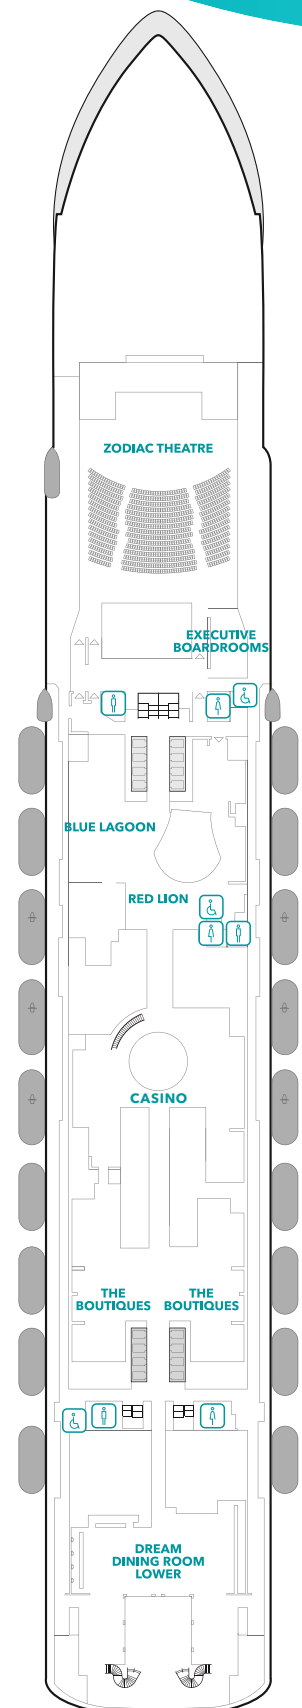 ZODIAC THEATRE
EXECUTIVE
BOARDROOMS
BLUE LAGOON
RED LION
CASINO
THE
BOUTIQUES
THE
BOUTIQUES
DREAM
DINING ROOM
LOWER